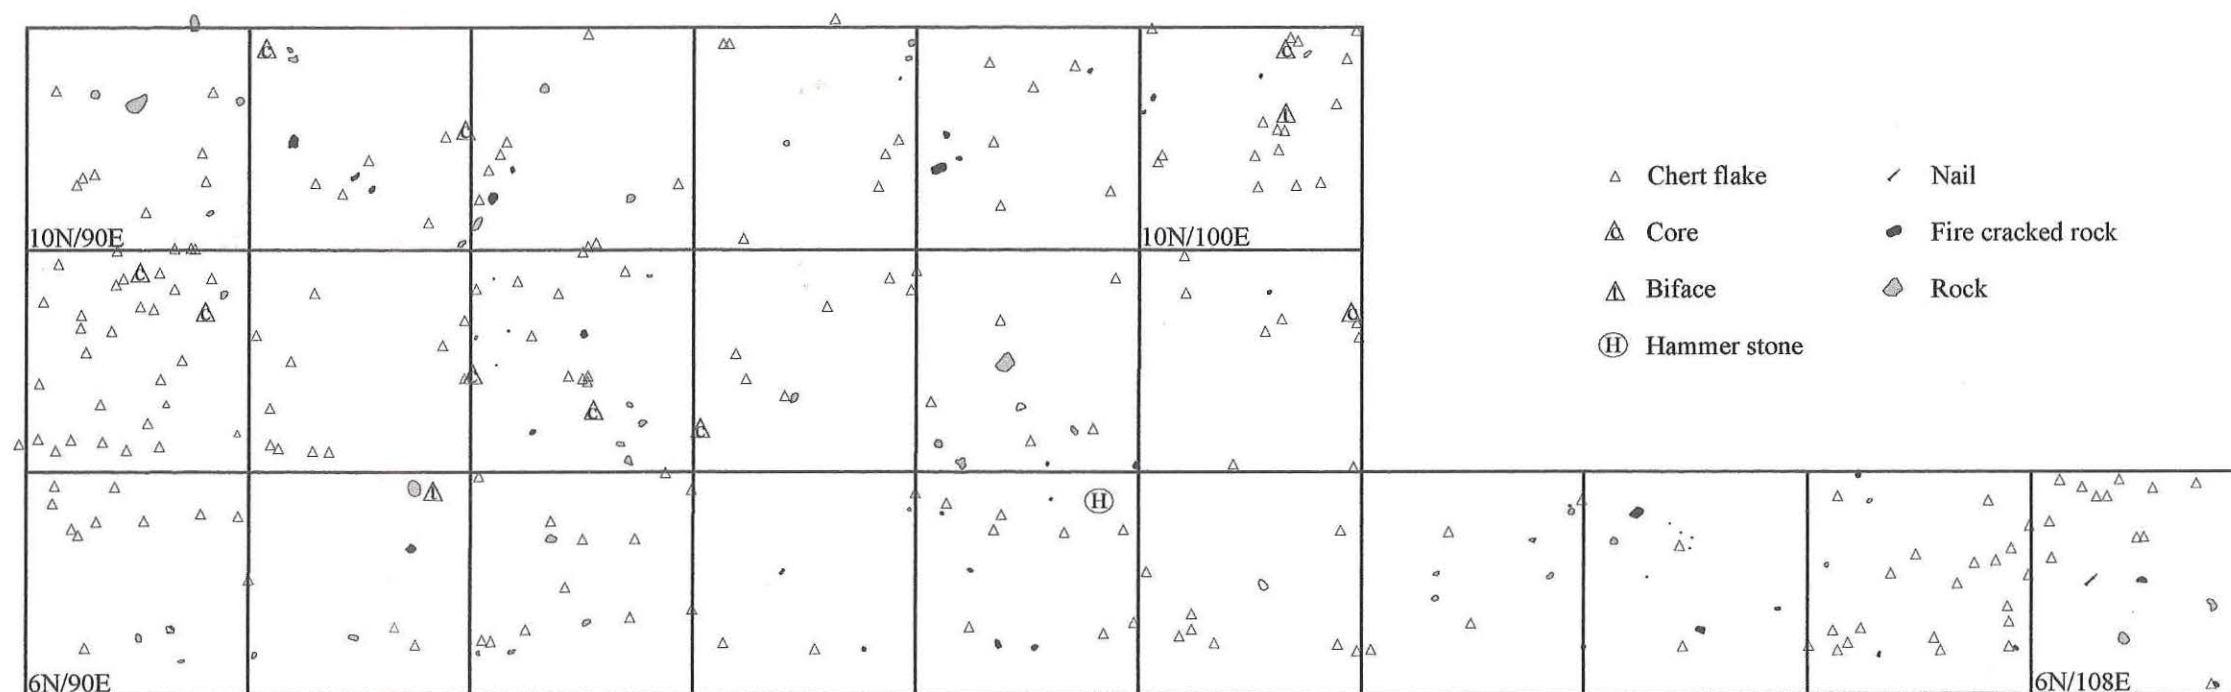 C
C
C
10N/90E
10N/100E
C
C
C
C
C
H
6N/90E
6N/108E
Chert flake
C Core
Biface
H Hammer stone
Nail
Fire cracked rock
Rock